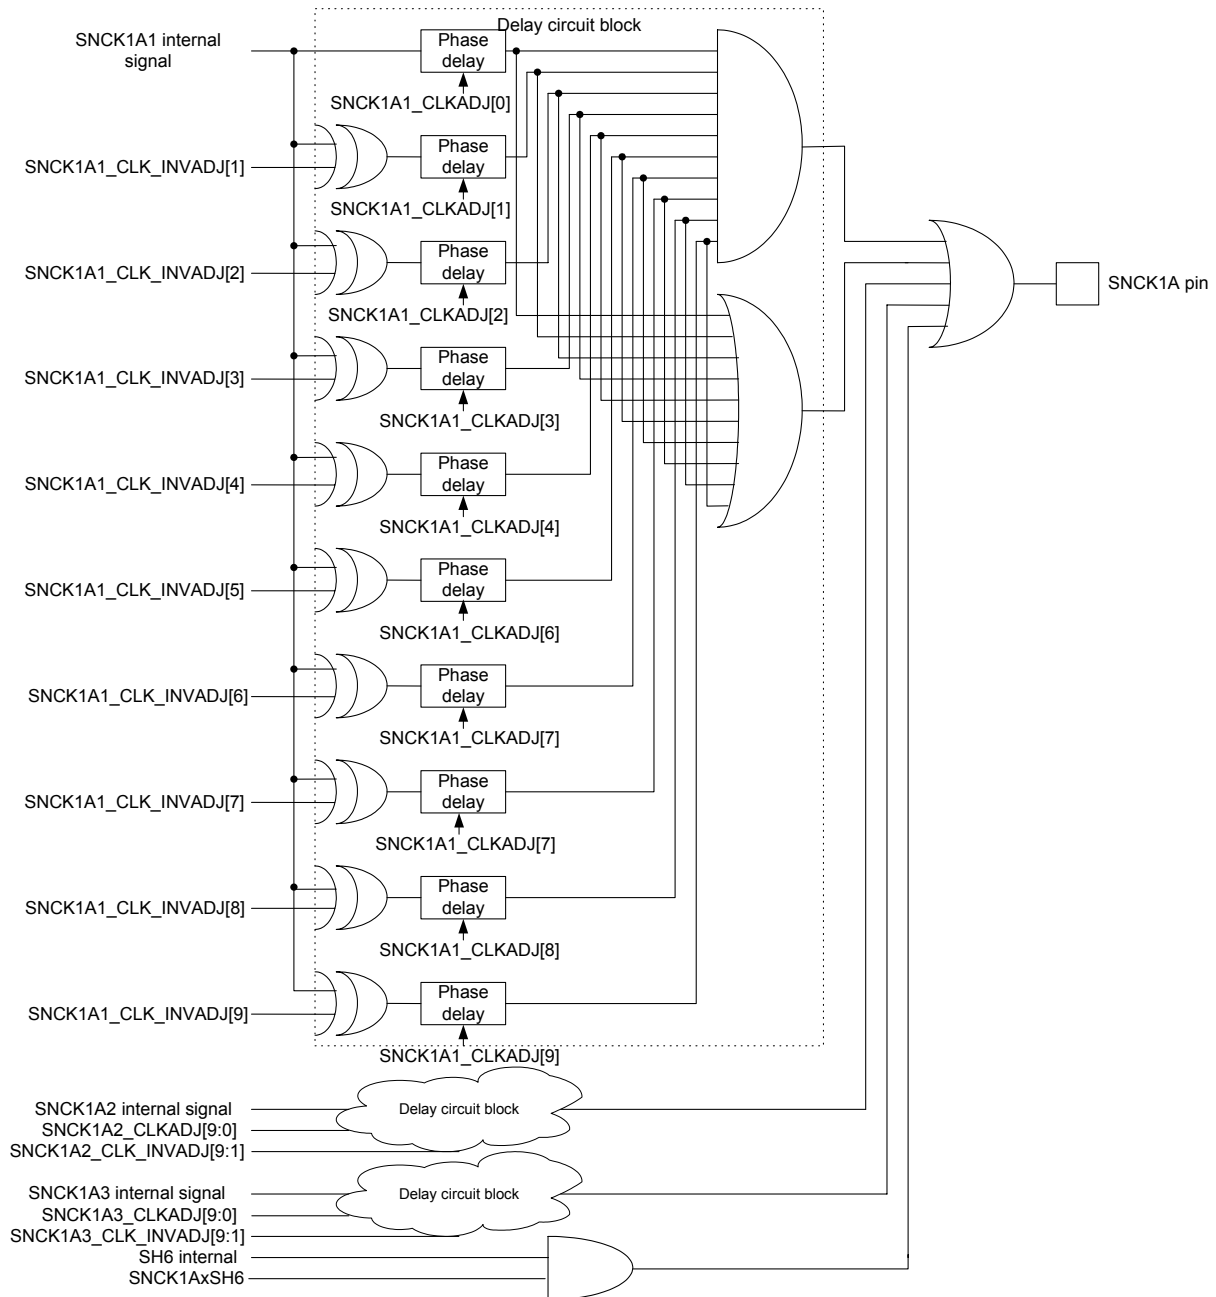 Delay circuit block
SNCK1A1 internal
signal
Phase
delay
SNCK1A1_CLKADJ[0]
SNCK1A1_CLK_INVADJ[1]
Phase
delay
SNCK1A1_CLKADJ[1]
SNCK1A1_CLK_INVADJ[2]
Phase
delay
SNCK1A1_CLKADJ[2]
SNCK1A pin
SNCK1A1_CLK_INVADJ[3]
Phase
delay
SNCK1A1_CLKADJ[3]
SNCK1A1_CLK_INVADJ[4]
Phase
delay
SNCK1A1_CLKADJ[4]
SNCK1A1_CLK_INVADJ[5]
Phase
delay
SNCK1A1_CLKADJ[6]
SNCK1A1_CLK_INVADJ[6]
Phase
delay
SNCK1A1_CLKADJ[7]
SNCK1A1_CLK_INVADJ[7]
Phase
delay
SNCK1A1_CLKADJ[7]
SNCK1A1_CLK_INVADJ[8]
Phase
delay
SNCK1A1_CLKADJ[8]
SNCK1A1_CLK_INVADJ[9]
Phase
delay
SNCK1A1_CLKADJ[9]
SNCK1A2 internal signal
SNCK1A2_CLKADJ[9:0]
SNCK1A2_CLK_INVADJ[9:1]
Delay circuit block
SNCK1A3 internal signal
SNCK1A3_CLKADJ[9:0]
SNCK1A3_CLK_INVADJ[9:1]
Delay circuit block
SH6 internal
SNCK1AxSH6